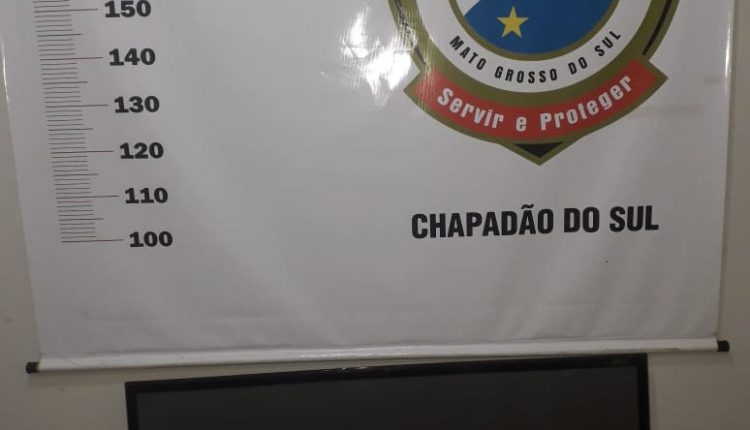 150
140
130
120
110
100
MATO GROSSO DO SUL
Servir e Proteger
CHAPADÃO DO SUL